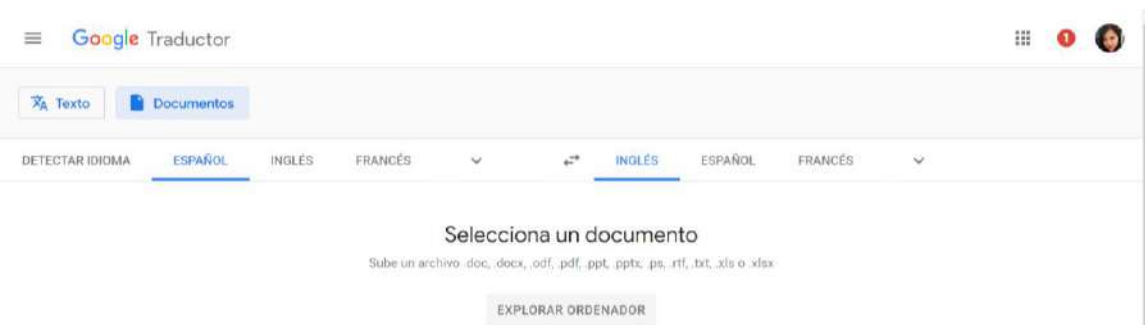 Google Traductor
1
Texto
Documentos
DETECTAR IDIOMA ESPAÑOL INGLÉS FRANCÉS INGLÉS ESPAÑOL FRANCÉS
Selecciona un documento
Sube un archivo .doc, .docx, .odf, .pdf, .ppt, .pptx, .ps, .rtf, .txt, .xls o .xlsx
EXPLORAR ORDENADOR